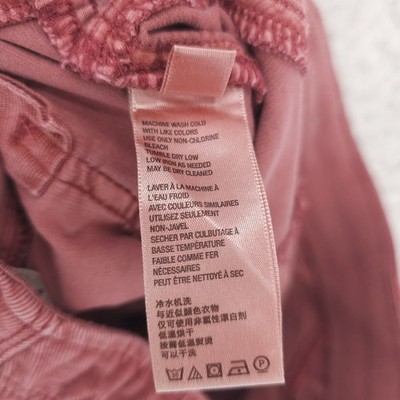 MACHINE WASH COLD
WITH LIKE COLORS
USE ONLY NON-CHLORINE
BLEACH
TUMBLE DRY LOW
LOW IRON AS NEEDED
MAY BE DRY CLEANED
LAVER À LA MACHINE À
L'EAU FROID
AVEC COULEURS SIMILAIRES
UTILISEZ SEULEMENT
NON-JAVEL
SECHER PAR CULBUTAGE À
BASSE TEMPÉRATURE
FAIBLE COMME FER
NÉCESSAIRES
PEUT ÊTRE NETTOYÉ À SEC
冷水机洗
与近似顏色衣物
仅可使用非氯性漂白剂
低温烘干
按需低温熨烫
可以干洗